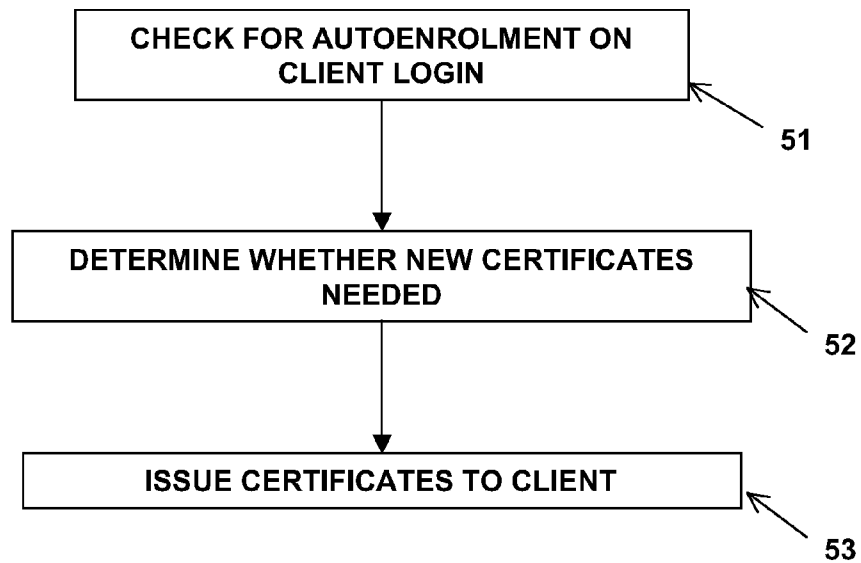 CHECK FOR AUTOENROLMENT ON
CLIENT LOGIN
51
DETERMINE WHETHER NEW CERTIFICATES
NEEDED
52
ISSUE CERTIFICATES TO CLIENT
53